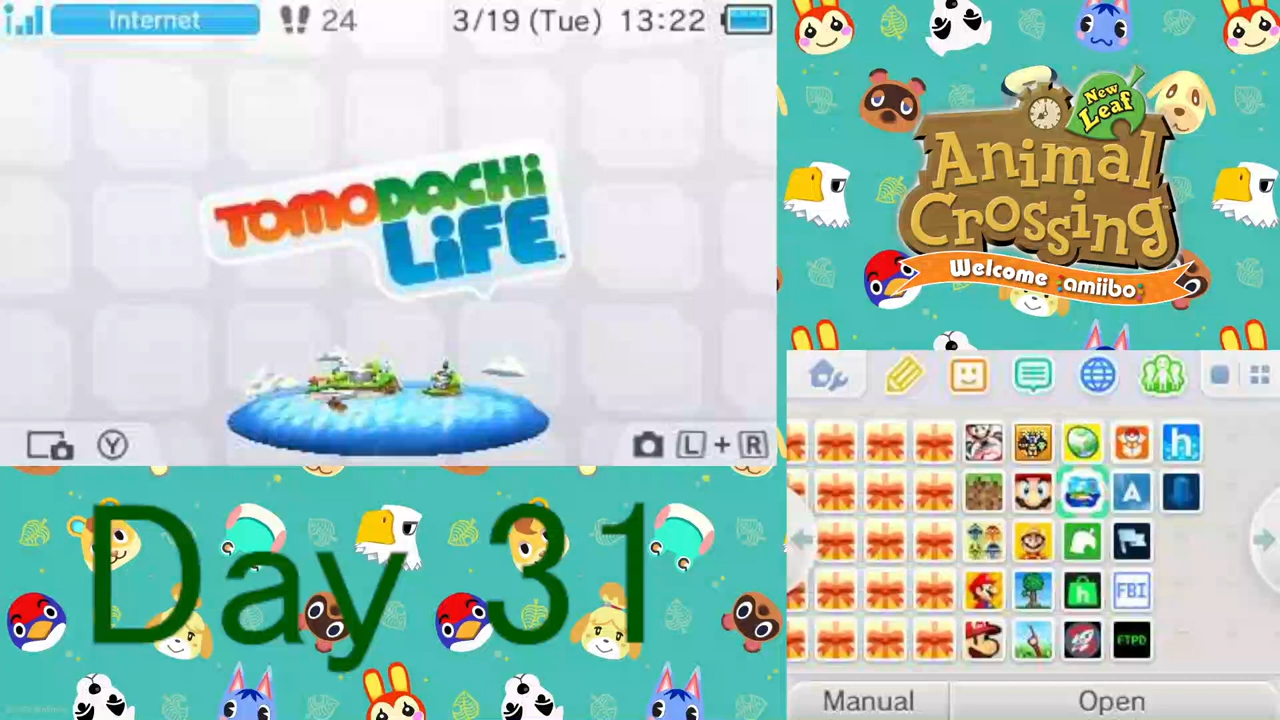 Internet
24
3/19 (Tue) 13:22
TOMODACHi
LiFE
Y
L + R
New
Leaf
Animal
Crossing
Welcome amiibo
h
h
FBI
FTPD
Manual
Open
Day 31